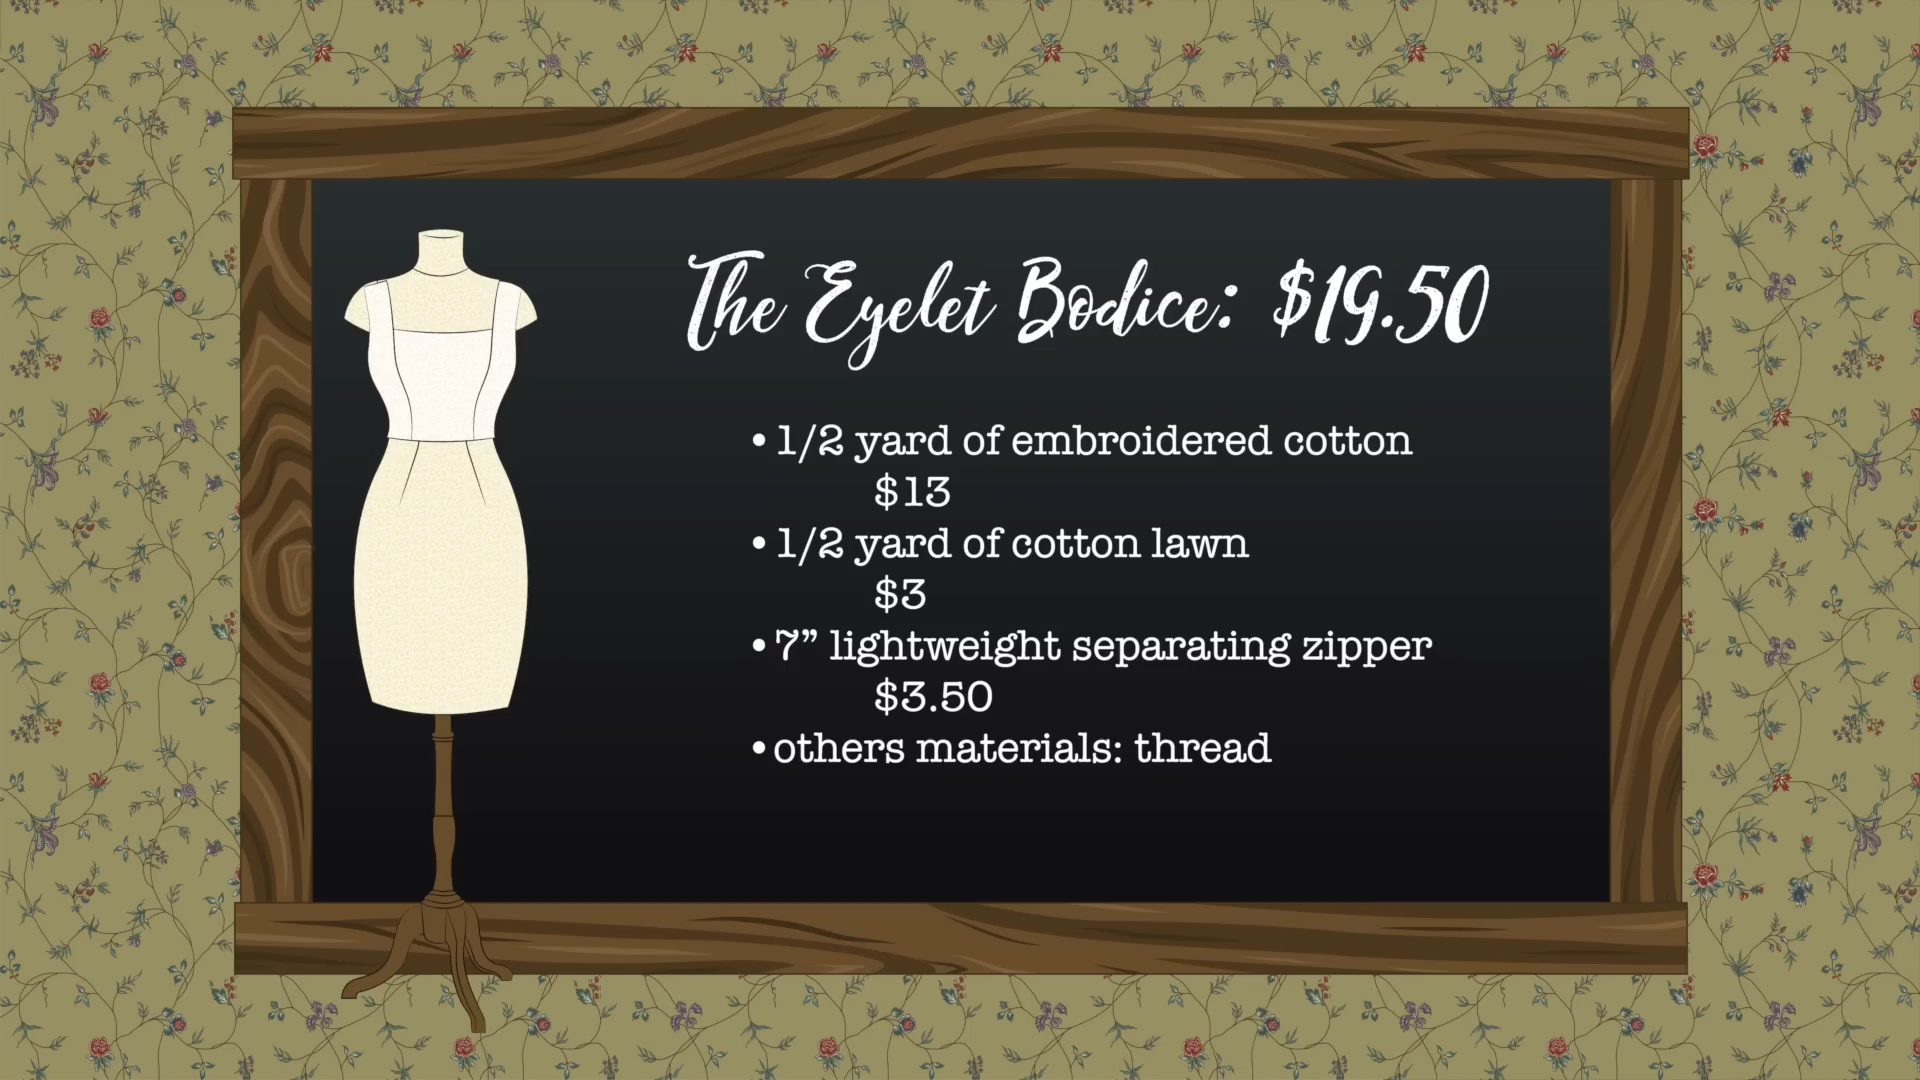 The Eyelet Bodice: $19.50
• 1/2 yard of embroidered cotton
$13
• 1/2 yard of cotton lawn
$3
• 7” lightweight separating zipper
$3.50
• others materials: thread